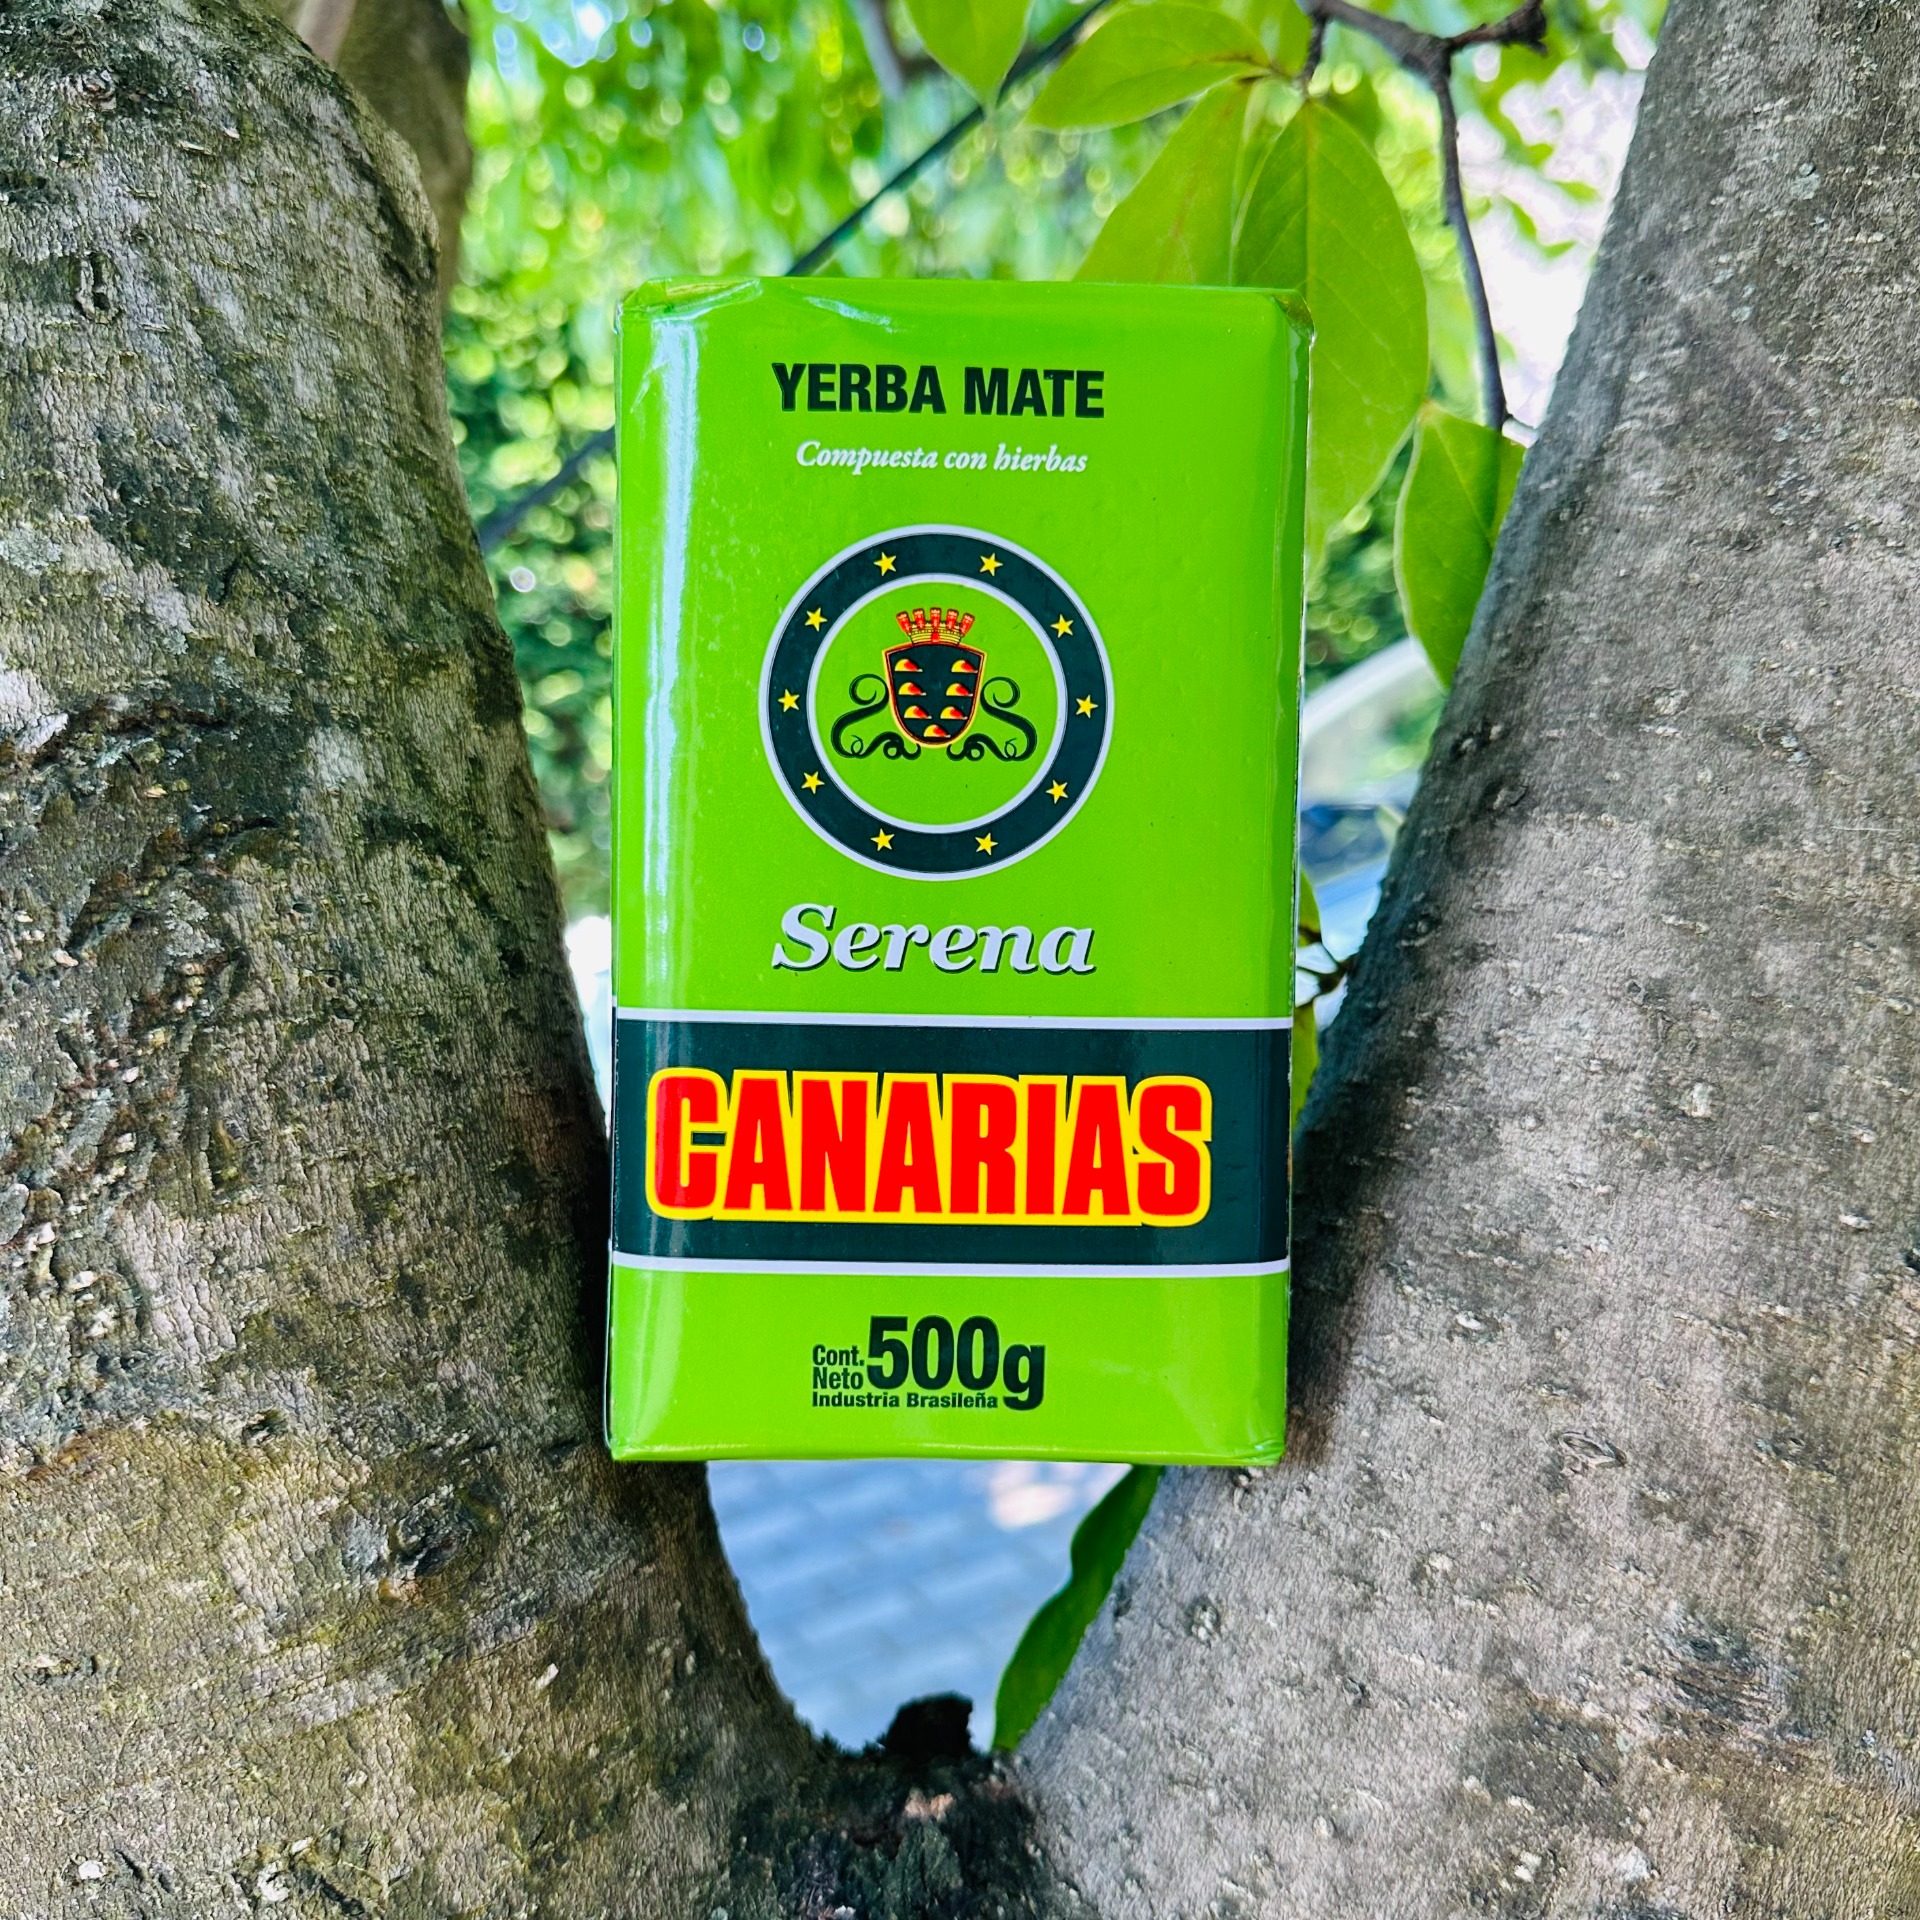 YERBA MATE
Compuesta con hierbas
Serena
CANARIAS
Cont. Neto 500g
Industria Brasileña